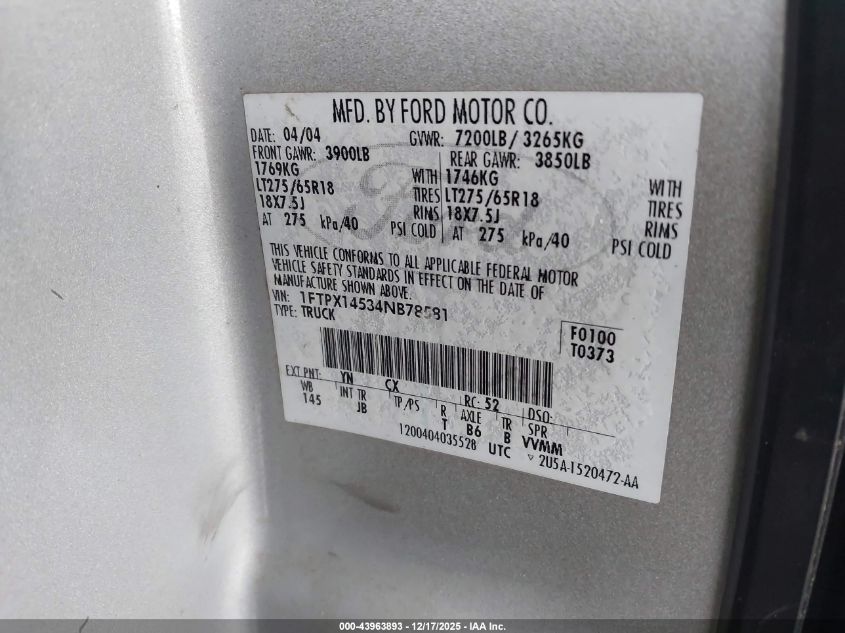 MFD. BY FORD MOTOR CO.
DATE: 04/04 GVWR: 7200LB/ 3265KG
FRONT GAWR: 3900LB REAR GAWR: 3850LB
1769KG WITH 1746KG WITH
LT275/65R18 TIRES LT275/65R18 TIRES
18X7.5J RIMS 18X7.5J RIMS
AT 275 kPa/40 PSI COLD AT 275 kPa/40 PSI COLD
THIS VEHICLE CONFORMS TO ALL APPLICABLE FEDERAL MOTOR
VEHICLE SAFETY STANDARDS IN EFFECT ON THE DATE OF
MANUFACTURE SHOWN ABOVE.
VIN: 1FTPX14534NB78581
TYPE: TRUCK
F0100
T0373
EXT PNT: YN CX RC: 52 DSO:
WB INT TR TP/PS R AXLE TR SPR
145 JB T B6 B VVMM
1200404035528 UTC 2U5A-1520472-AA
000-43963893 - 12/17/2025 - IAA Inc.